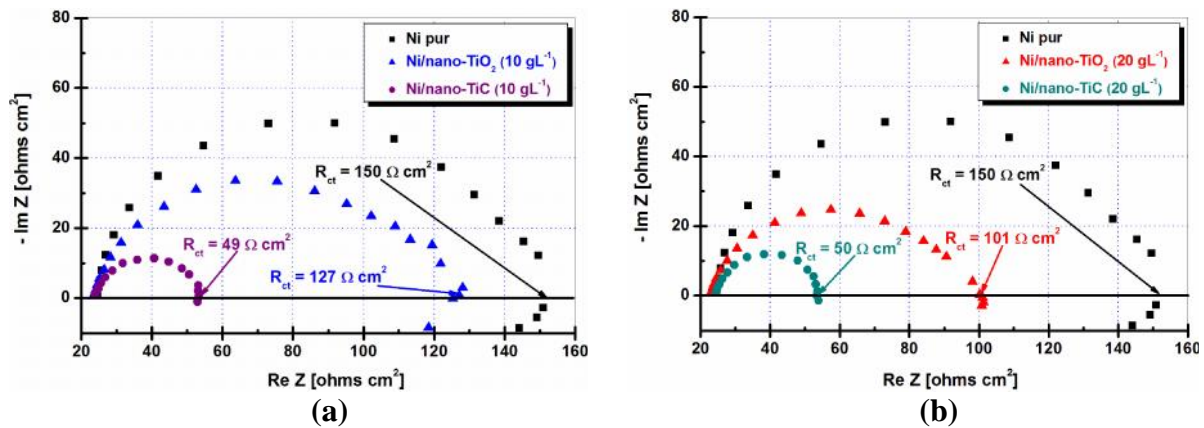 80
60
40
20
0
20 40 60 80 100 120 140 160
- Im Z [ohms cm²]
Re Z [ohms cm²]
Ni pur
Ni/nano-TiO₂ (10 gL⁻¹)
Ni/nano-TiC (10 gL⁻¹)
R_ct = 150 Ω cm²
R_ct = 49 Ω cm²
R_ct = 127 Ω cm²
(a)
80
60
40
20
0
20 40 60 80 100 120 140 160
- Im Z [ohms cm²]
Re Z [ohms cm²]
Ni pur
Ni/nano-TiO₂ (20 gL⁻¹)
Ni/nano-TiC (20 gL⁻¹)
R_ct = 150 Ω cm²
R_ct = 50 Ω cm²
R_ct = 101 Ω cm²
(b)